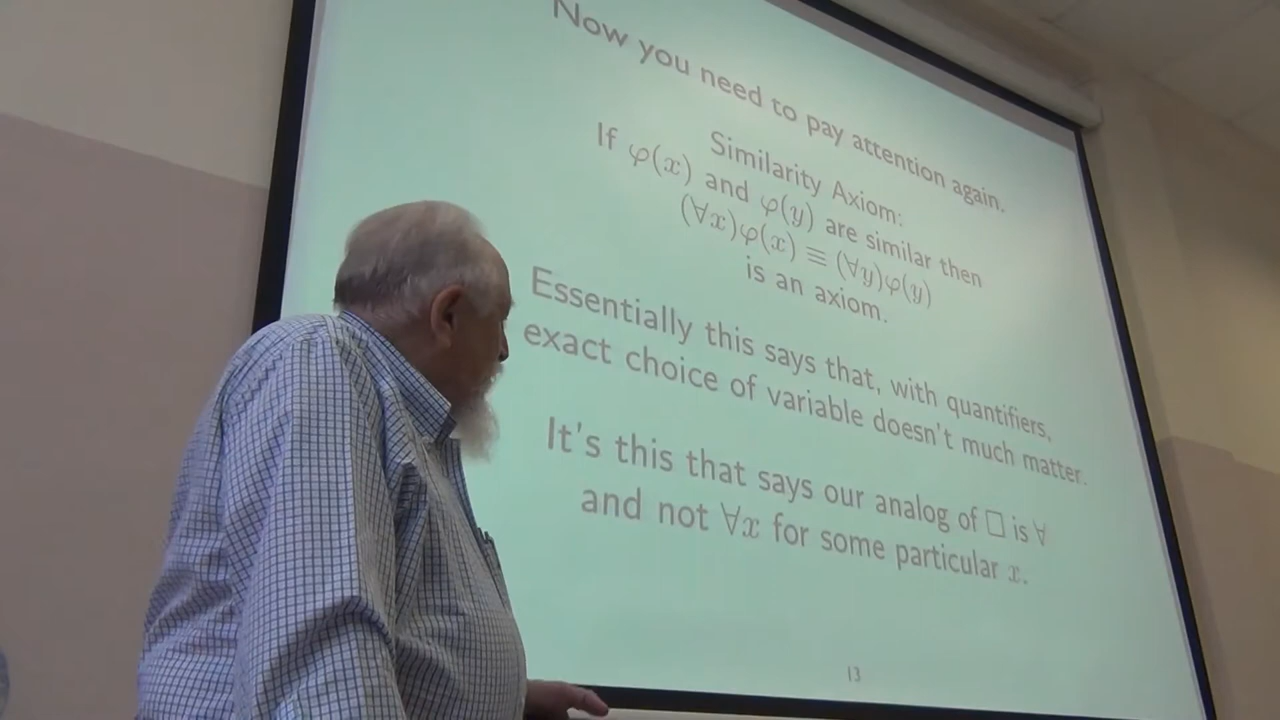 Now you need to pay attention again.
Similarity Axiom:
If φ(x) and φ(y) are similar then
(∀x)φ(x) ≡ (∀y)φ(y)
is an axiom.
Essentially this says that, with quantifiers,
exact choice of variable doesn't much matter.
It's this that says our analog of □ is ∀
and not ∀x for some particular x.
13